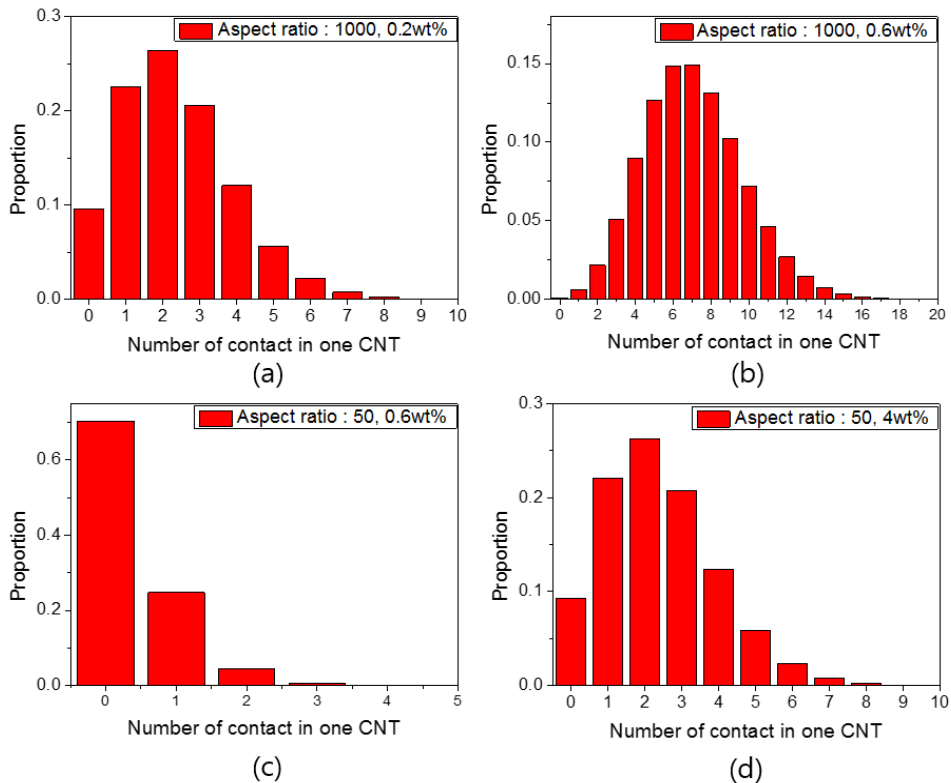 Aspect ratio : 1000, 0.2wt%
Proportion
0.3
0.2
0.1
0.0
0 1 2 3 4 5 6 7 8 9 10
Number of contact in one CNT
(a)
Aspect ratio : 1000, 0.6wt%
Proportion
0.15
0.10
0.05
0.00
0 2 4 6 8 10 12 14 16 18 20
Number of contact in one CNT
(b)
Aspect ratio : 50, 0.6wt%
Proportion
0.6
0.4
0.2
0.0
0 1 2 3 4 5
Number of contact in one CNT
(c)
Aspect ratio : 50, 4wt%
Proportion
0.3
0.2
0.1
0.0
0 1 2 3 4 5 6 7 8 9 10
Number of contact in one CNT
(d)